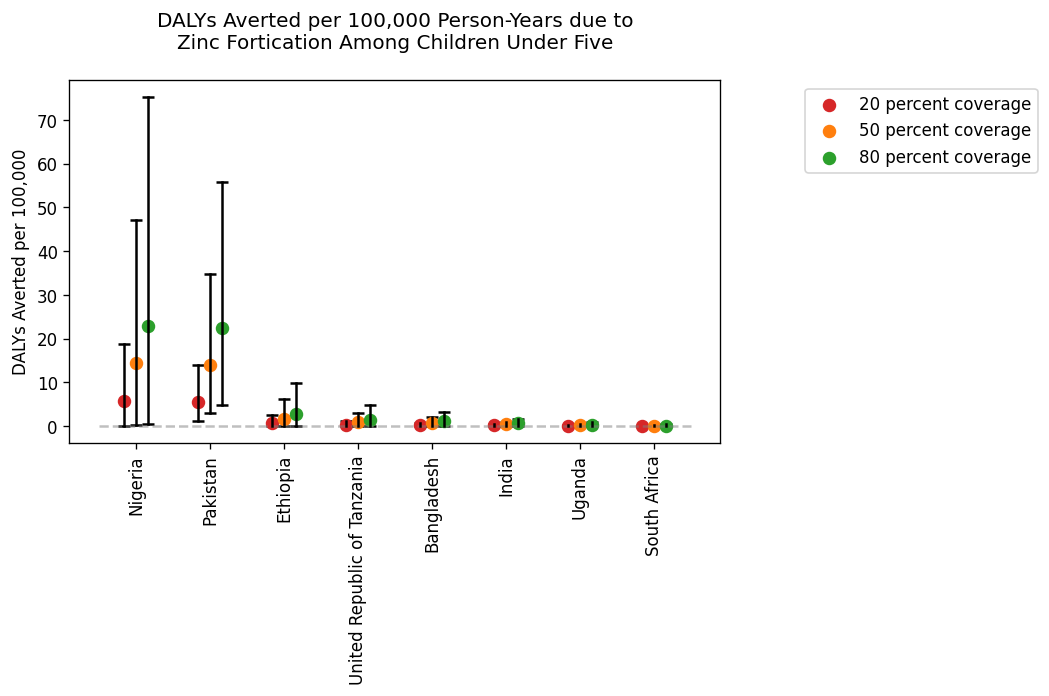 DALYs Averted per 100,000 Person-Years due to
Zinc Fortication Among Children Under Five
DALYs Averted per 100,000
70
60
50
40
30
20
10
0
Nigeria
Pakistan
Ethiopia
United Republic of Tanzania
Bangladesh
India
Uganda
South Africa
20 percent coverage
50 percent coverage
80 percent coverage